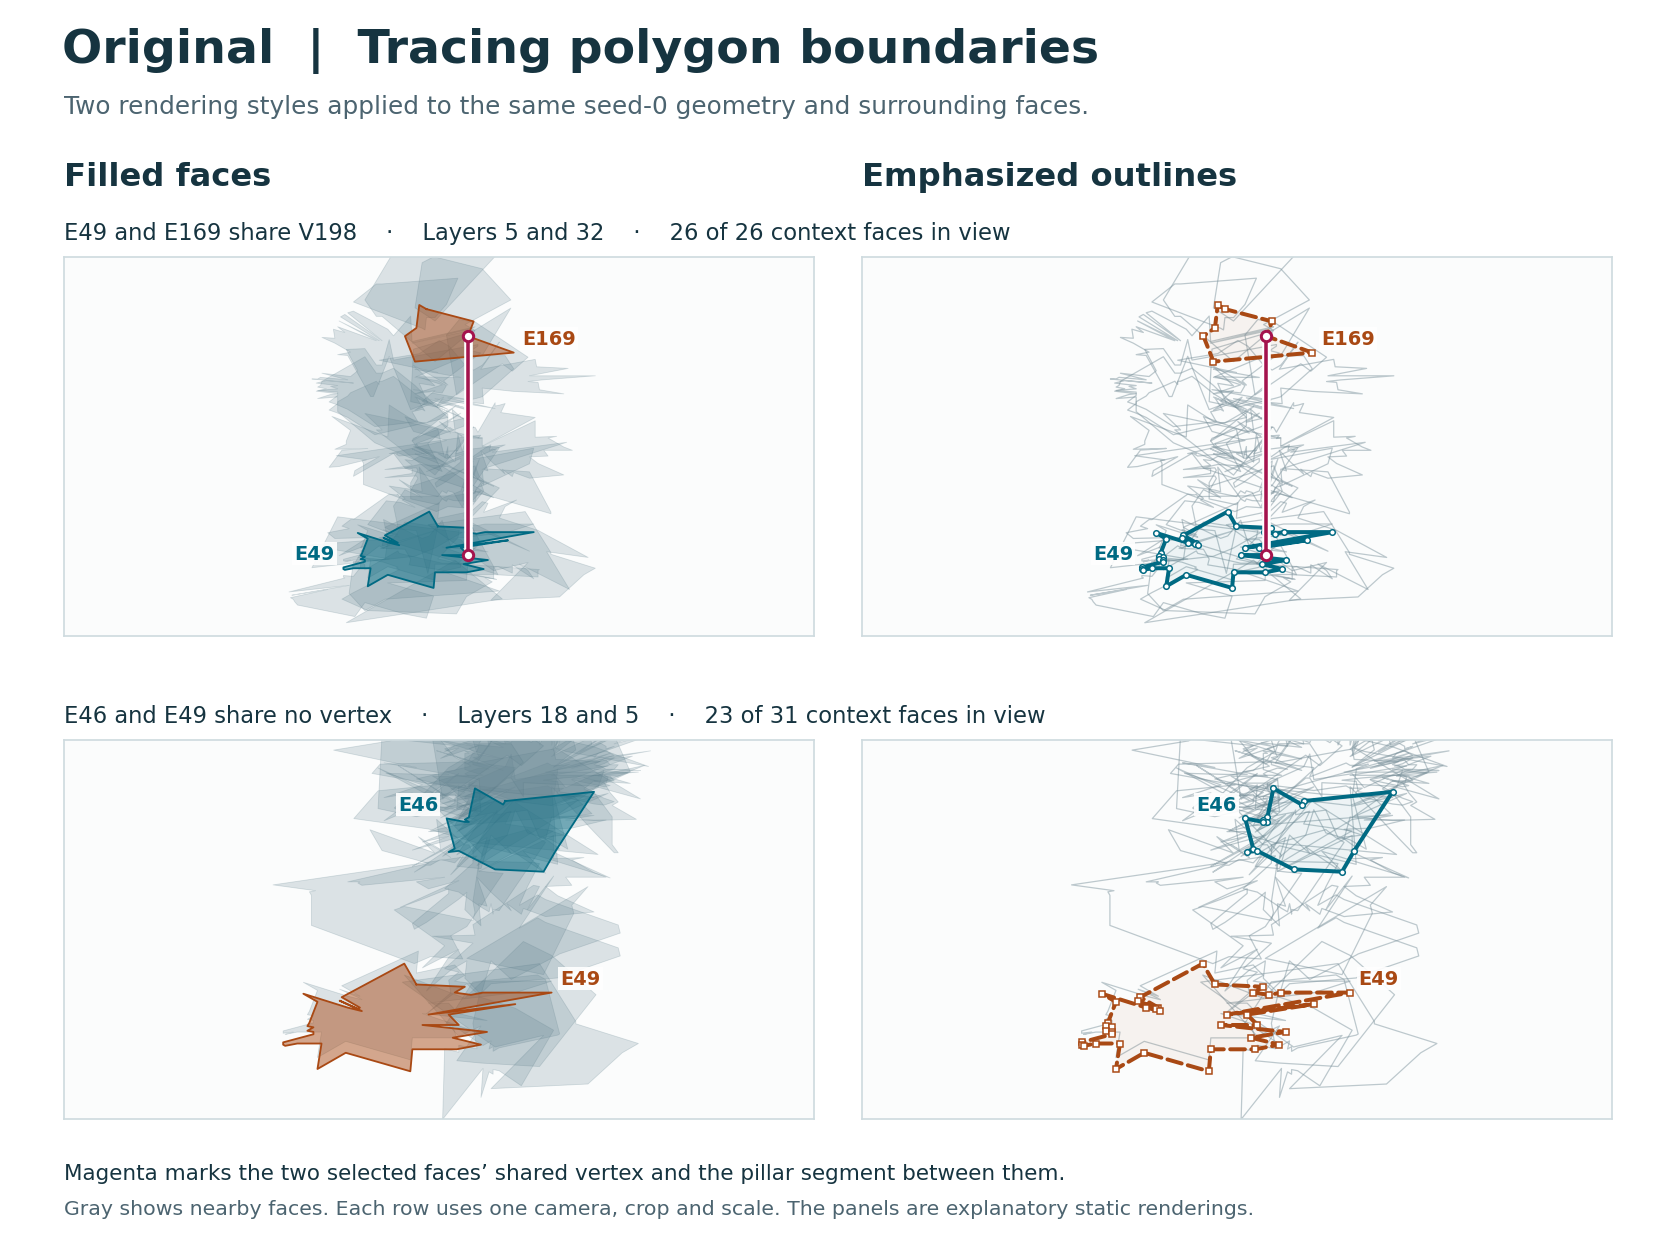 Original | Tracing polygon boundaries
Two rendering styles applied to the same seed-0 geometry and surrounding faces.
Filled faces
Emphasized outlines
E49 and E169 share V198 · Layers 5 and 32 · 26 of 26 context faces in view
E169
E49
E169
E49
E46 and E49 share no vertex · Layers 18 and 5 · 23 of 31 context faces in view
E46
E49
E46
E49
Magenta marks the two selected faces’ shared vertex and the pillar segment between them.
Gray shows nearby faces. Each row uses one camera, crop and scale. The panels are explanatory static renderings.